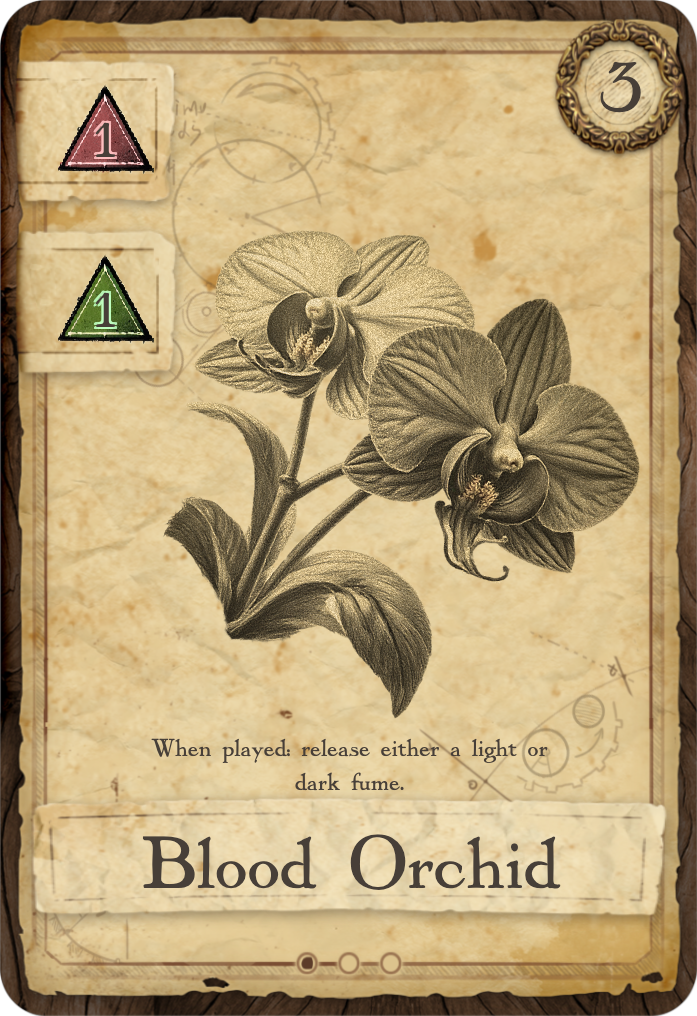 3
1
1
When played: release either a light or
dark fume.
Blood Orchid